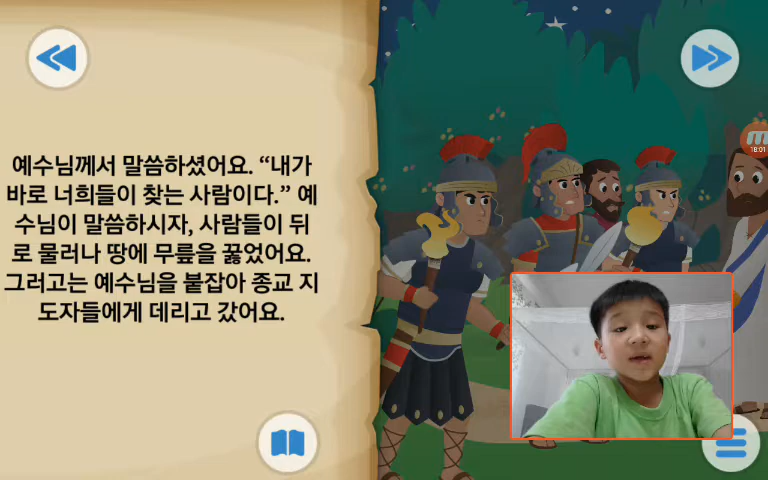 예수님께서 말씀하셨어요. “내가
바로 너희들이 찾는 사람이다.” 예
수님이 말씀하시자, 사람들이 뒤
로 물러나 땅에 무릎을 꿇었어요.
그러고는 예수님을 붙잡아 종교 지
도자들에게 데리고 갔어요.
18:01